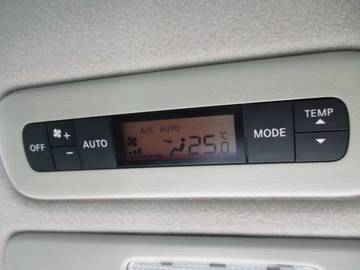 OFF
+
-
AUTO
A/C AUTO
25.0 °C
MODE
TEMP